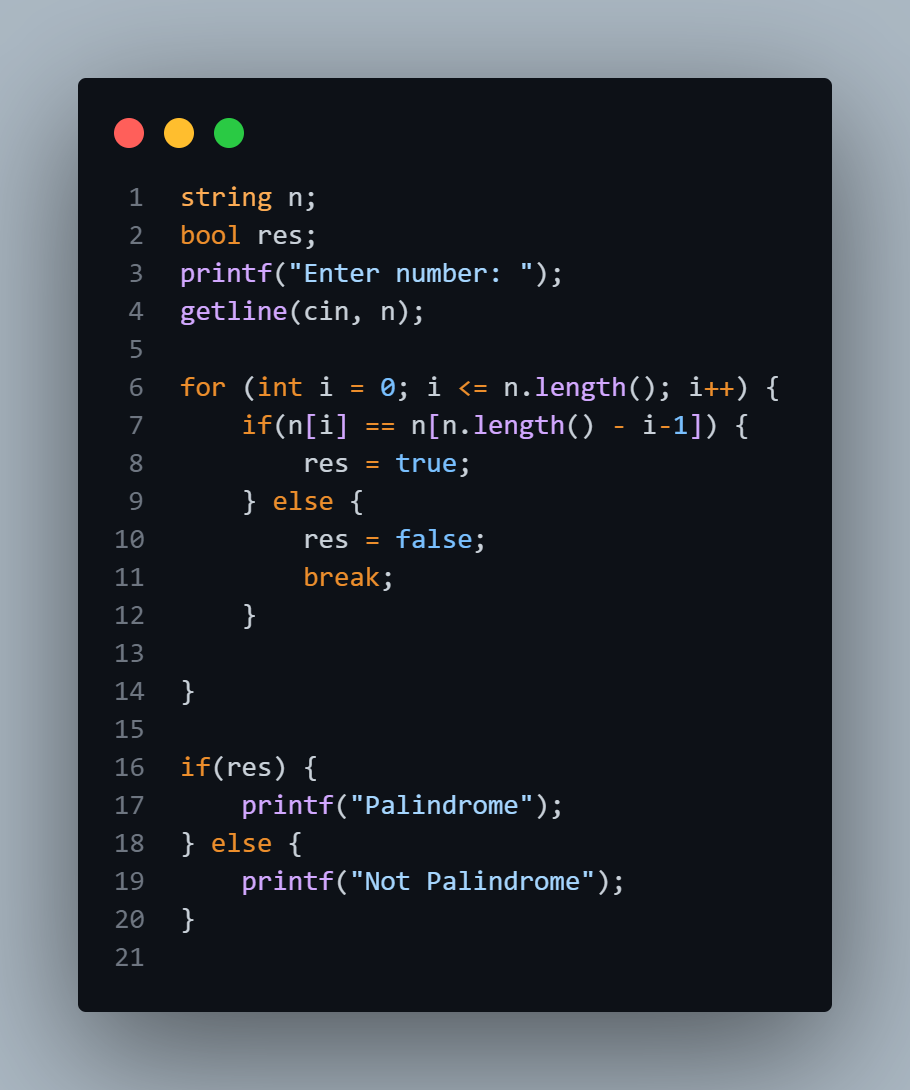 1 string n;
2 bool res;
3 printf("Enter number: ");
4 getline(cin, n);
5
6 for (int i = 0; i <= n.length(); i++) {
7     if(n[i] == n[n.length() - i-1]) {
8         res = true;
9     } else {
10         res = false;
11         break;
12     }
13
14 }
15
16 if(res) {
17     printf("Palindrome");
18 } else {
19     printf("Not Palindrome");
20 }
21